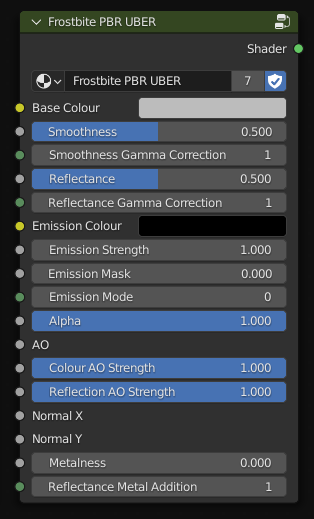 Frostbite PBR UBER
Shader
Frostbite PBR UBER 7
Base Colour
Smoothness 0.500
Smoothness Gamma Correction 1
Reflectance 0.500
Reflectance Gamma Correction 1
Emission Colour
Emission Strength 1.000
Emission Mask 0.000
Emission Mode 0
Alpha 1.000
AO
Colour AO Strength 1.000
Reflection AO Strength 1.000
Normal X
Normal Y
Metalness 0.000
Reflectance Metal Addition 1